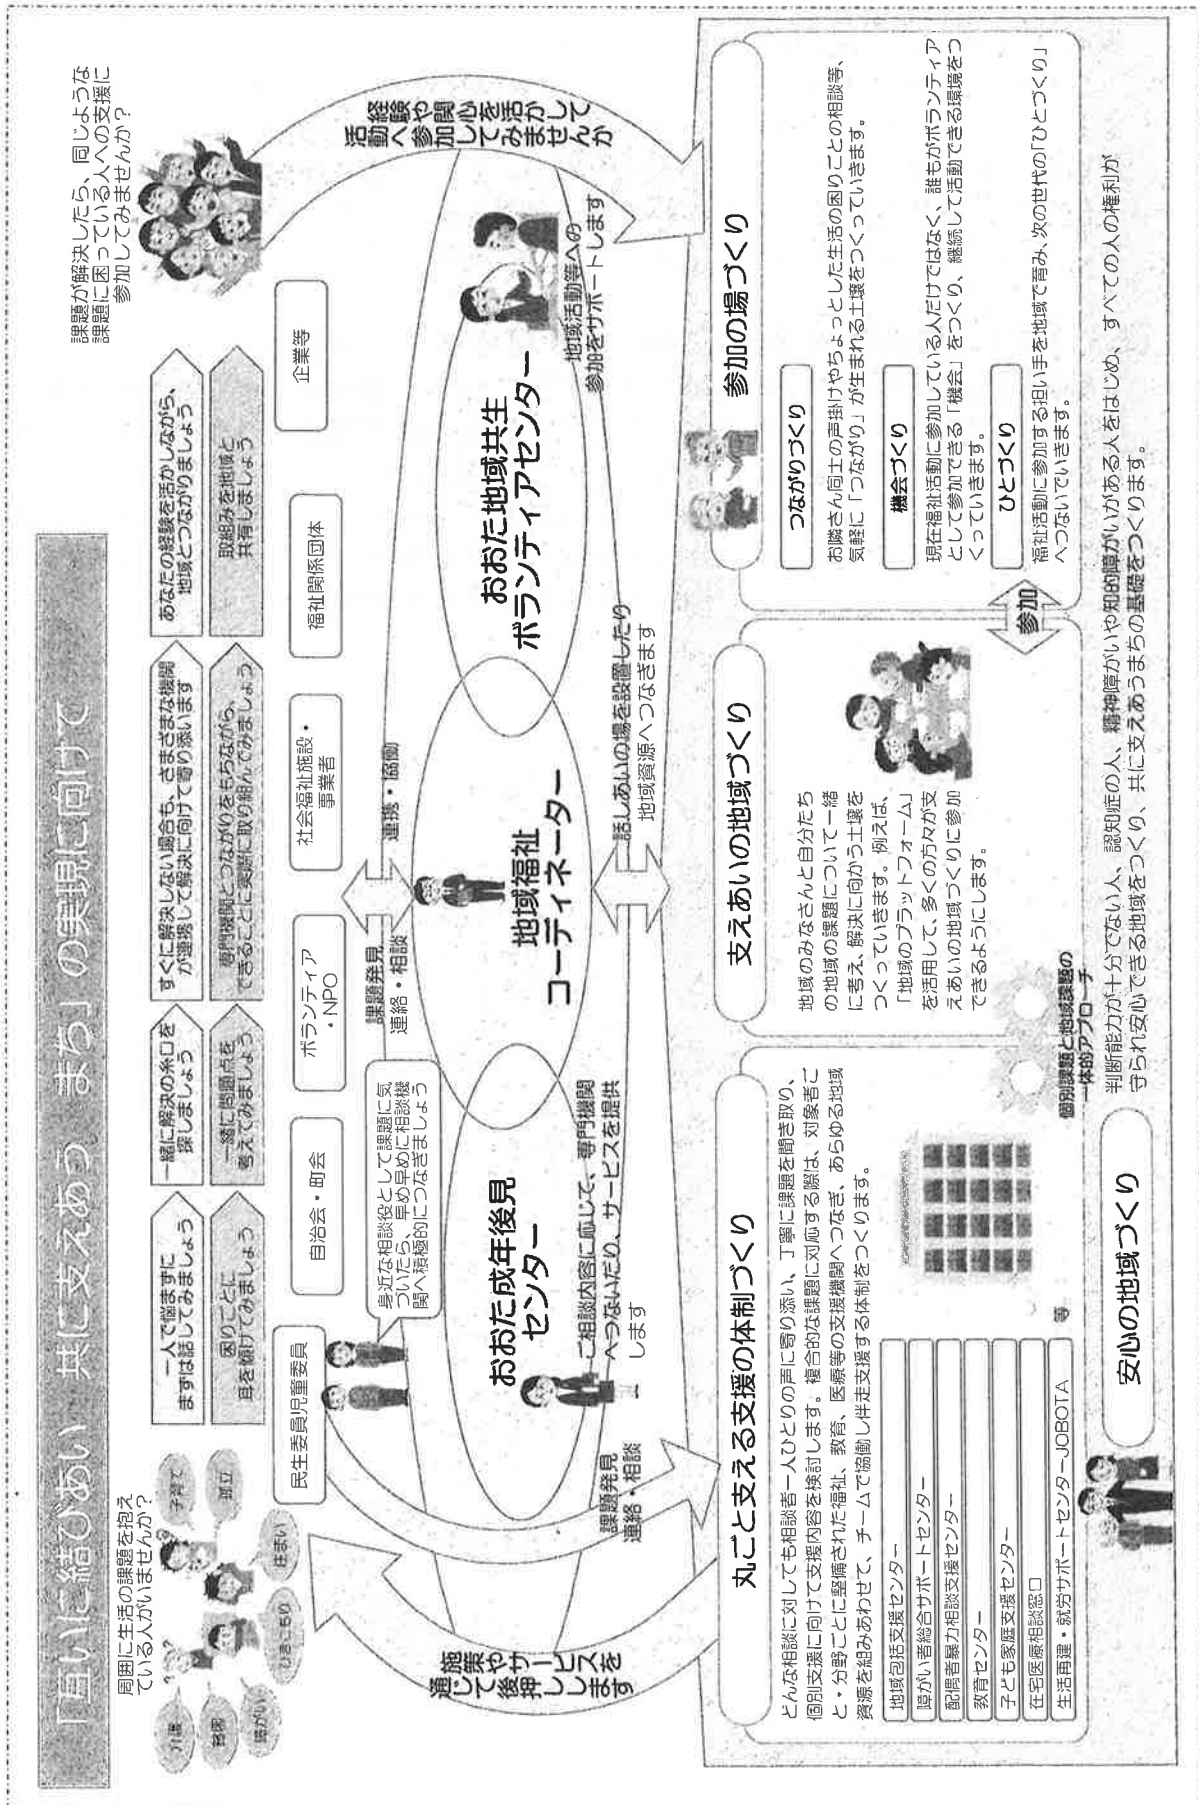 「互いに結びあい 共に支えあう まち」の実現に向けて
周囲に生活の課題を抱え
ている人がいませんか？
介護
貧困
障がい
ひきこもり
住まい
孤立
子育て
一人で悩まずに
まずは話してみましょう
一緒に解決の糸口を
探しましょう
すぐに解決しない場合も、さまざまな機関
が連携して解決に向けて寄り添います
あなたの経験を活かしながら、
地域とつながりましょう
困りごとに
耳を傾けてみましょう
一緒に問題点を
考えてみましょう
専門機関とつながりをもちながら、
できることに実際に取り組んでみましょう
取組みを地域と
共有しましょう
課題が解決したら、同じような
課題に困っている人への支援に
参加してみませんか？
民生委員児童委員
自治会・町会
ボランティア
・NPO
社会福祉施設・
事業者
福祉関係団体
企業等
身近な相談役として課題に気
づいたら、早め早めに相談機
関へ積極的につなぎましょう
課題発見
連絡・相談
連携・協働
おおた成年後見
センター
地域福祉
コーディネーター
おおた地域共生
ボランティアセンター
ご相談内容に応じて、専門機関
へつないだり、サービスを提供
します
話しあいの場を設置したり
地域資源へつなぎます
地域活動等への
参加をサポートします
経験や関心を活かして
活動へ参加してみませんか
課題発見
連絡・相談
施策やサービスを
通じて後押しします
丸ごと支える支援の体制づくり
どんな相談に対しても相談者一人ひとりの声に寄り添い、丁寧に課題を聞き取り、
個別支援に向けて支援内容を検討します。複合的な課題に対応する際は、対象者ご
と・分野ごとに整備された福祉、教育、医療等の支援機関へつなぎ、あらゆる地域
資源を組みあわせて、チームで協働し伴走支援する体制をつくります。
地域包括支援センター
障がい者総合サポートセンター
配偶者暴力相談支援センター
教育センター
子ども家庭支援センター
在宅医療相談窓口
生活再建・就労サポートセンターJOBOTA
等
支えあいの地域づくり
地域のみなさんと自分たち
の地域の課題について一緒
に考え、解決に向かう土壌を
つくっていきます。例えば、
「地域のプラットフォーム」
を活用して、多くの方々が支
えあいの地域づくりに参加
できるようにします。
個別課題と地域課題の
一体的アプローチ
参加
参加の場づくり
つながりづくり
お隣さん同士の声掛けやちょっとした生活の困りごとの相談等、
気軽に「つながり」が生まれる土壌をつくっていきます。
機会づくり
現在福祉活動に参加している人だけではなく、誰もがボランティア
として参加できる「機会」をつくり、継続して活動できる環境をつ
くっていきます。
ひとづくり
福祉活動に参加する担い手を地域で育み、次の世代の「ひとづくり」
へつないでいきます。
安心の地域づくり
判断能力が十分でない人、認知症の人、精神障がいや知的障がいがある人をはじめ、すべての人の権利が
守られ安心できる地域をつくり、共に支えあうまちの基礎をつくります。